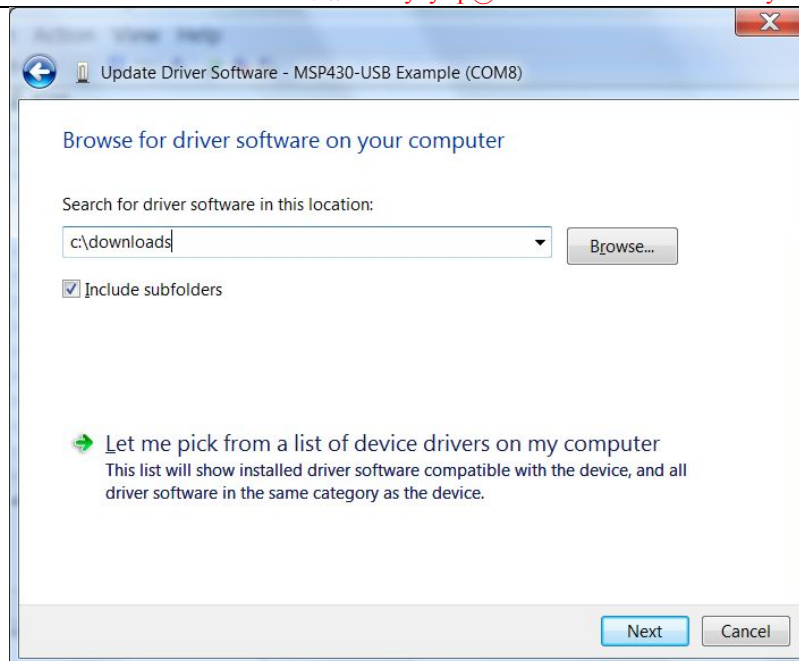 Update Driver Software - MSP430-USB Example (COM8)
Browse for driver software on your computer
Search for driver software in this location:
c:\downloads
Browse...
Include subfolders
Let me pick from a list of device drivers on my computer
This list will show installed driver software compatible with the device, and all
driver software in the same category as the device.
Next
Cancel